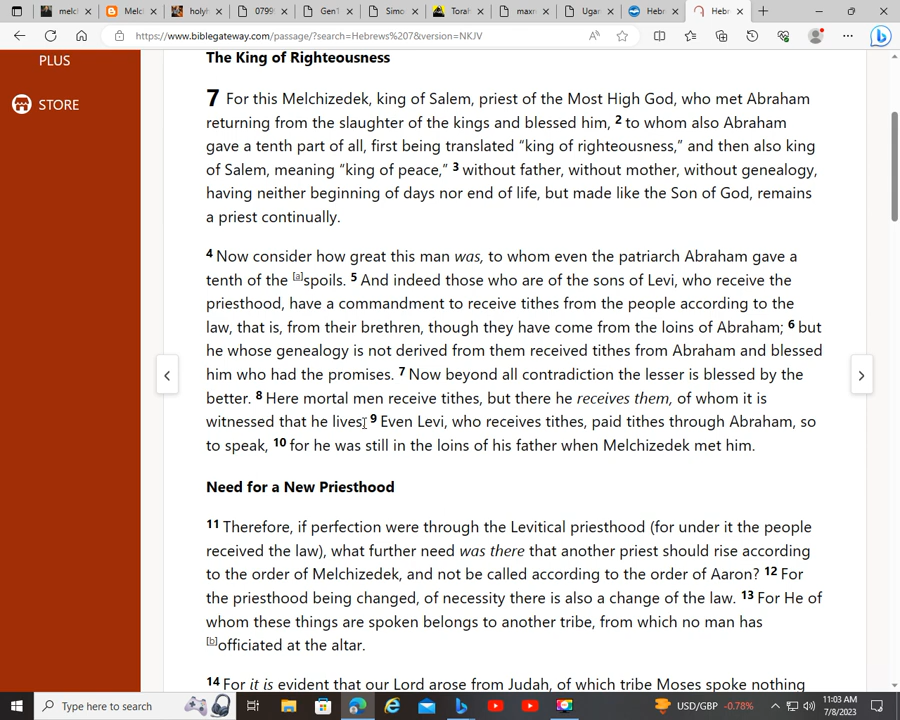 melc
Melcl
holyh
0799
Gen1
Simo
Torah
maxn
Ugar
Hebr
Hebr
https://www.biblegateway.com/passage/?search=Hebrews%207&version=NKJV
PLUS
STORE
The King of Righteousness
7 For this Melchizedek, king of Salem, priest of the Most High God, who met Abraham
returning from the slaughter of the kings and blessed him, 2 to whom also Abraham
gave a tenth part of all, first being translated “king of righteousness,” and then also king
of Salem, meaning “king of peace,” 3 without father, without mother, without genealogy,
having neither beginning of days nor end of life, but made like the Son of God, remains
a priest continually.
4 Now consider how great this man was, to whom even the patriarch Abraham gave a
tenth of the [a]spoils. 5 And indeed those who are of the sons of Levi, who receive the
priesthood, have a commandment to receive tithes from the people according to the
law, that is, from their brethren, though they have come from the loins of Abraham; 6 but
he whose genealogy is not derived from them received tithes from Abraham and blessed
him who had the promises. 7 Now beyond all contradiction the lesser is blessed by the
better. 8 Here mortal men receive tithes, but there he receives them, of whom it is
witnessed that he lives. 9 Even Levi, who receives tithes, paid tithes through Abraham, so
to speak, 10 for he was still in the loins of his father when Melchizedek met him.
Need for a New Priesthood
11 Therefore, if perfection were through the Levitical priesthood (for under it the people
received the law), what further need was there that another priest should rise according
to the order of Melchizedek, and not be called according to the order of Aaron? 12 For
the priesthood being changed, of necessity there is also a change of the law. 13 For He of
whom these things are spoken belongs to another tribe, from which no man has
[b]officiated at the altar.
14 For it is evident that our Lord arose from Judah, of which tribe Moses spoke nothing
Type here to search
USD/GBP -0.78%
11:03 AM
7/8/2023